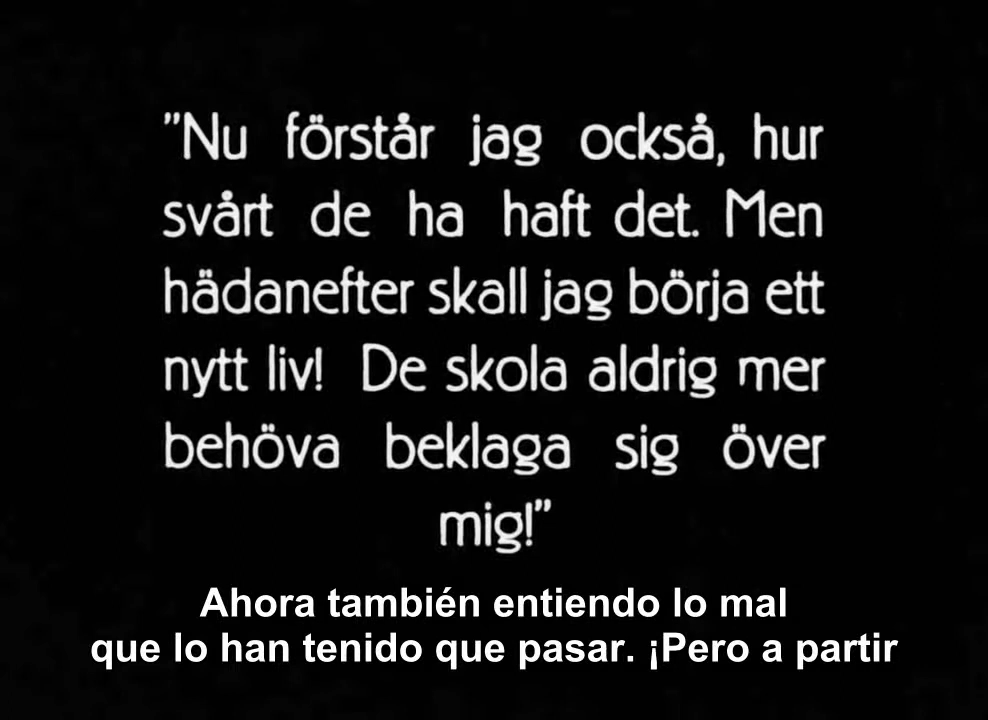 "Nu förstår jag också, hur
svårt de ha haft det. Men
hädanefter skall jag börja ett
nytt liv! De skola aldrig mer
behöva beklaga sig över
mig!"
Ahora también entiendo lo mal
que lo han tenido que pasar. ¡Pero a partir